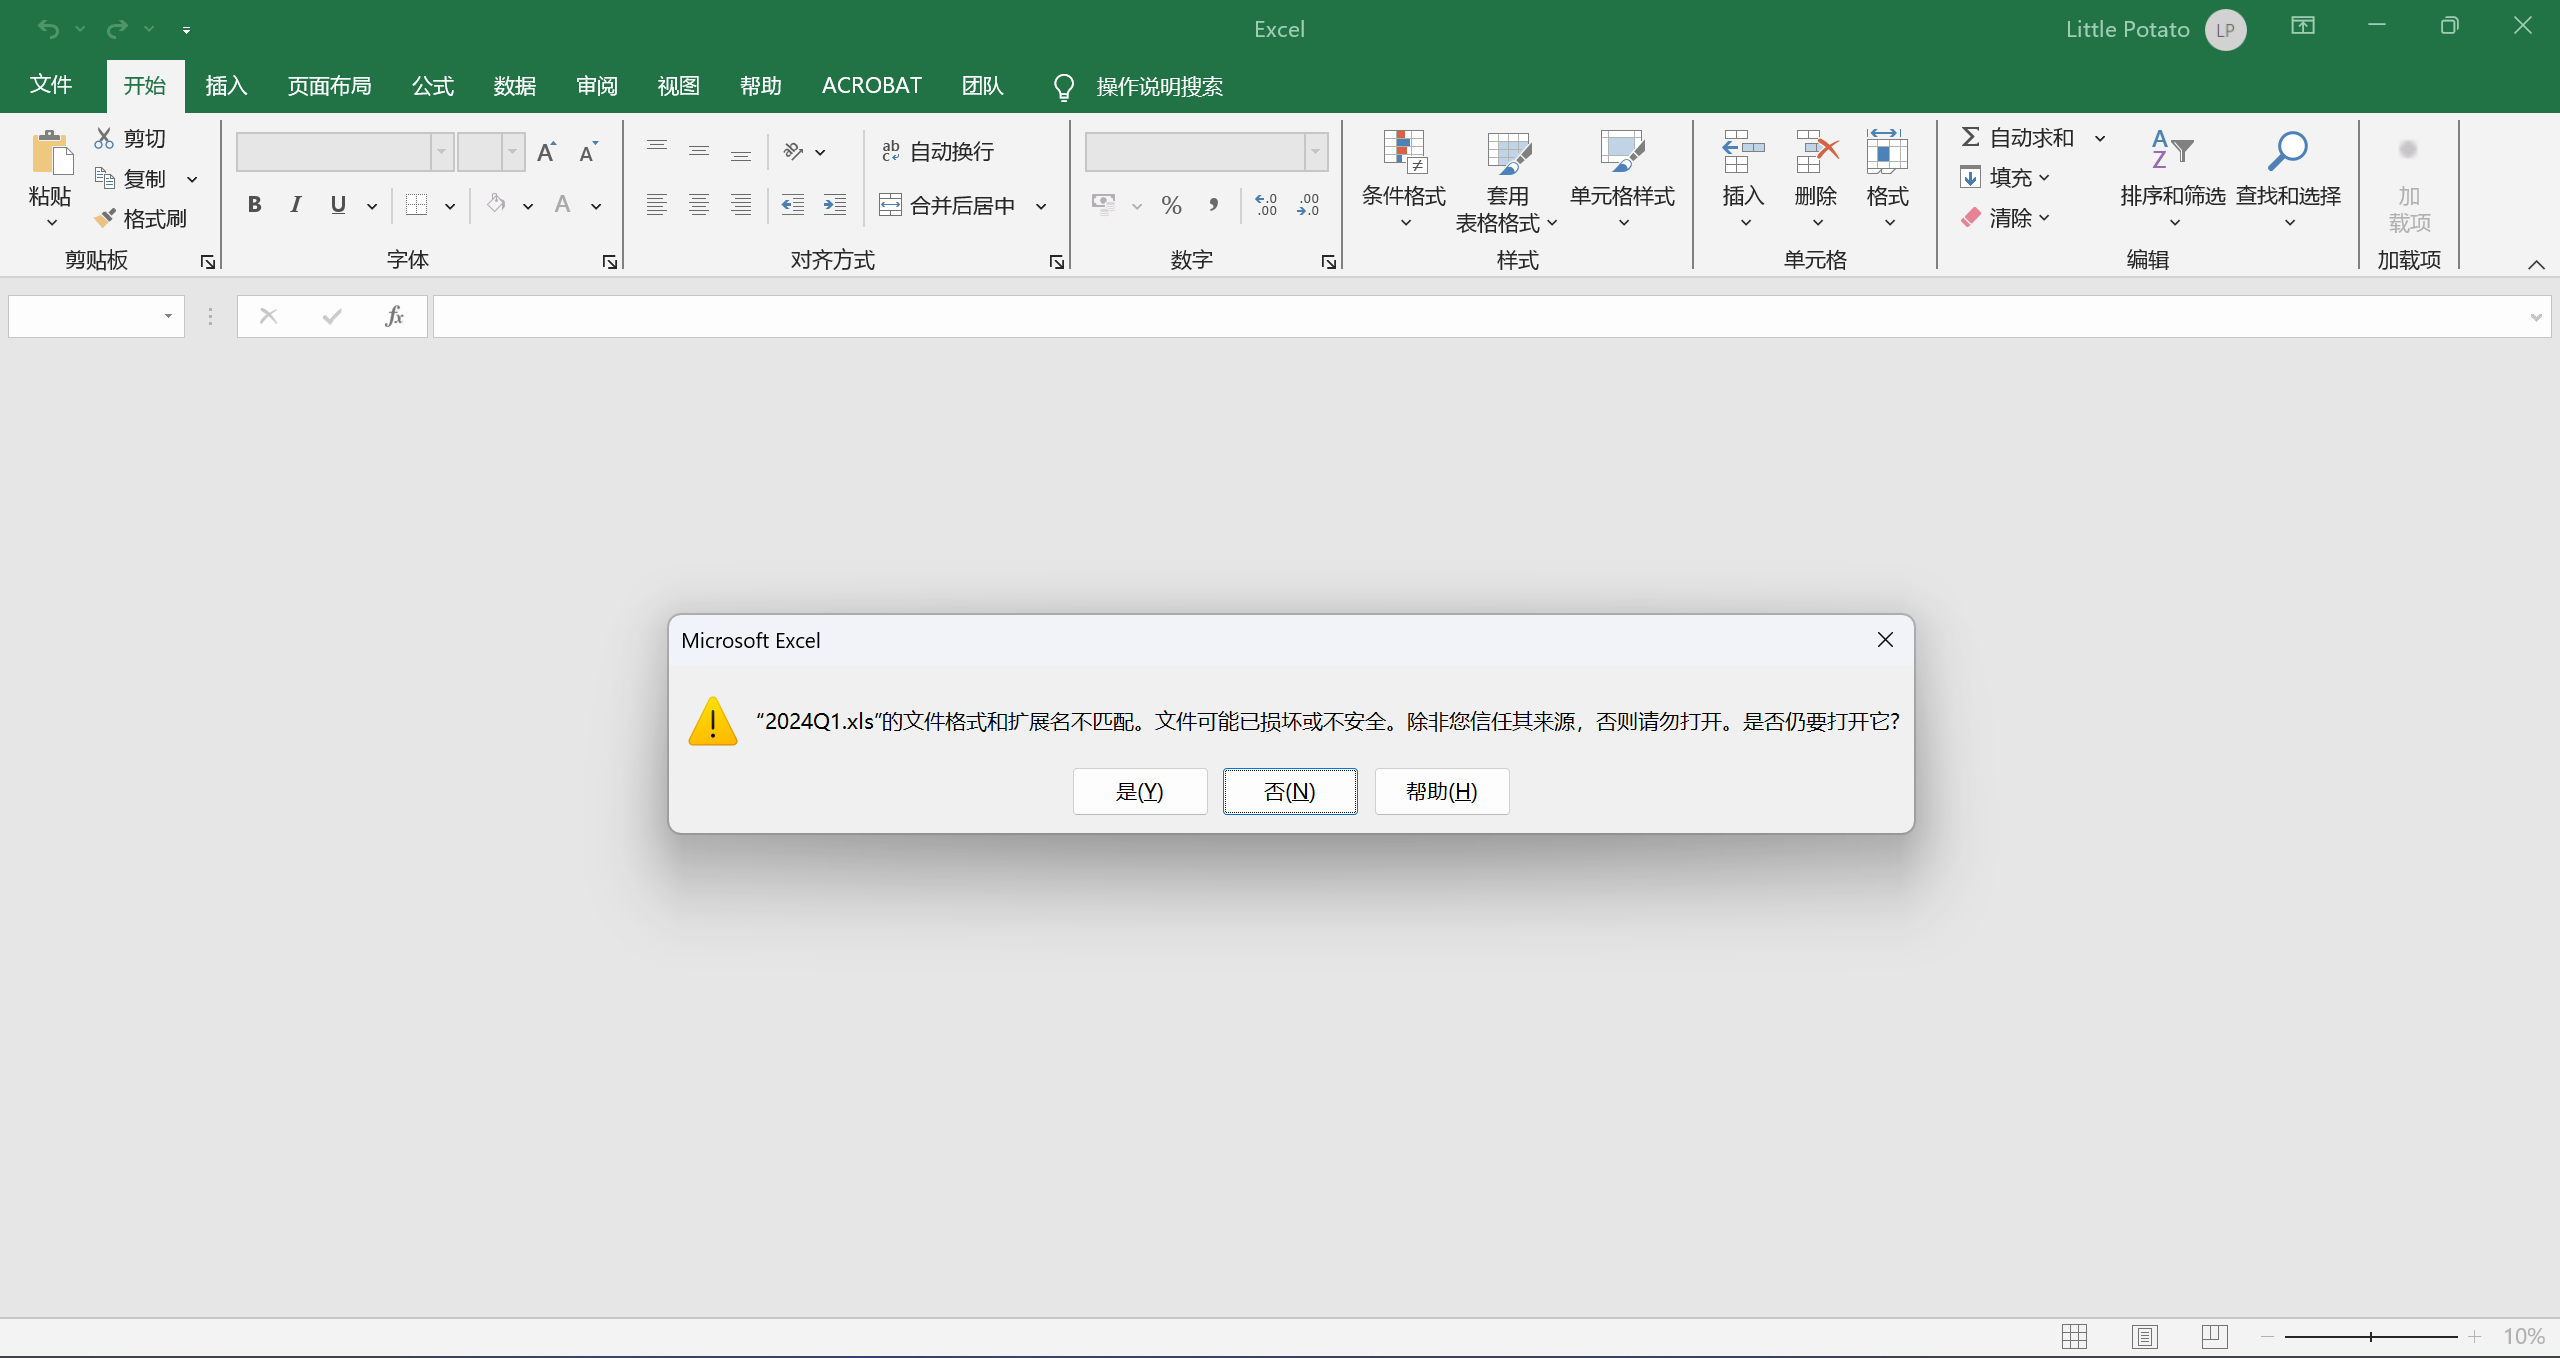 Excel
Little Potato
LP
文件 开始 插入 页面布局 公式 数据 审阅 视图 帮助 ACROBAT 团队 操作说明搜索
粘贴
剪切
复制
格式刷
剪贴板
B I U
字体
自动换行
合并后居中
对齐方式
%
数字
条件格式
套用
表格格式
单元格样式
样式
插入
删除
格式
单元格
自动求和
填充
清除
排序和筛选
查找和选择
编辑
加
载项
加载项
fx
Microsoft Excel
“2024Q1.xls”的文件格式和扩展名不匹配。文件可能已损坏或不安全。除非您信任其来源，否则请勿打开。是否仍要打开它?
是(Y) 否(N) 帮助(H)
10%